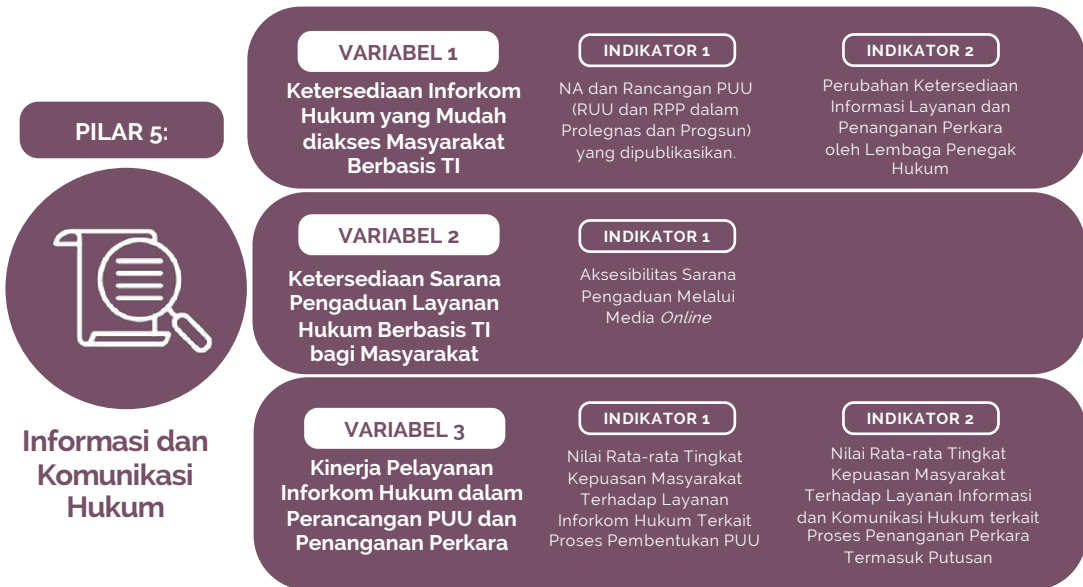 PILAR 5:
Informasi dan
Komunikasi
Hukum
VARIABEL 1
Ketersediaan Inforkom
Hukum yang Mudah
diakses Masyarakat
Berbasis TI
INDIKATOR 1
NA dan Rancangan PUU
(RUU dan RPP dalam
Prolegnas dan Progsun)
yang dipublikasikan.
INDIKATOR 2
Perubahan Ketersediaan
Informasi Layanan dan
Penanganan Perkara
oleh Lembaga Penegak
Hukum
VARIABEL 2
Ketersediaan Sarana
Pengaduan Layanan
Hukum Berbasis TI
bagi Masyarakat
INDIKATOR 1
Aksesibilitas Sarana
Pengaduan Melalui
Media Online
VARIABEL 3
Kinerja Pelayanan
Inforkom Hukum dalam
Perancangan PUU dan
Penanganan Perkara
INDIKATOR 1
Nilai Rata-rata Tingkat
Kepuasan Masyarakat
Terhadap Layanan
Inforkom Hukum Terkait
Proses Pembentukan PUU
INDIKATOR 2
Nilai Rata-rata Tingkat
Kepuasan Masyarakat
Terhadap Layanan Informasi
dan Komunikasi Hukum terkait
Proses Penanganan Perkara
Termasuk Putusan